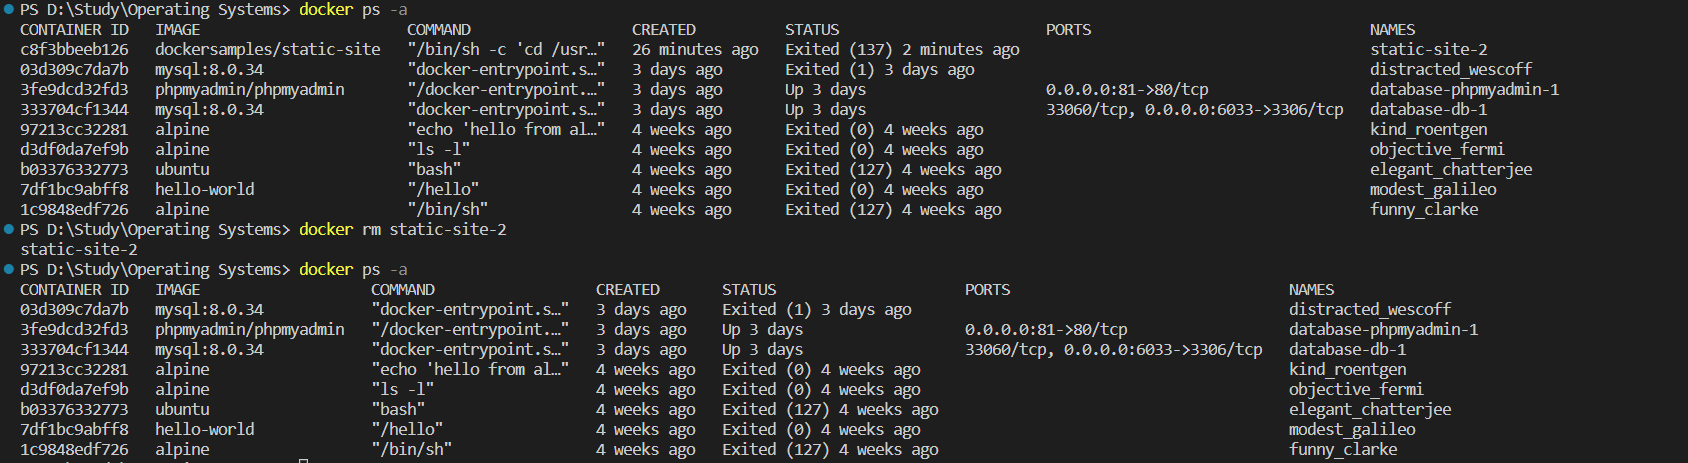 PS D:\Study\Operating Systems> docker ps -a
CONTAINER ID   IMAGE                       COMMAND                  CREATED          STATUS                       PORTS                               NAMES
c8f3bbeeb126   dockersamples/static-site   "/bin/sh -c 'cd /usr…"   26 minutes ago   Exited (137) 2 minutes ago                                       static-site-2
03d309c7da7b   mysql:8.0.34                "docker-entrypoint.s…"   3 days ago       Exited (1) 3 days ago                                            distracted_wescoff
3fe9dcd32fd3   phpmyadmin/phpmyadmin       "/docker-entrypoint.…"   3 days ago       Up 3 days                    0.0.0.0:81->80/tcp                  database-phpmyadmin-1
333704cf1344   mysql:8.0.34                "docker-entrypoint.s…"   3 days ago       Up 3 days                    33060/tcp, 0.0.0.0:6033->3306/tcp   database-db-1
97213cc32281   alpine                      "echo 'hello from al…"   4 weeks ago      Exited (0) 4 weeks ago                                           kind_roentgen
d3df0da7ef9b   alpine                      "ls -l"                  4 weeks ago      Exited (0) 4 weeks ago                                           objective_fermi
b03376332773   ubuntu                      "bash"                   4 weeks ago      Exited (127) 4 weeks ago                                         elegant_chatterjee
7df1bc9abff8   hello-world                 "/hello"                 4 weeks ago      Exited (0) 4 weeks ago                                           modest_galileo
1c9848edf726   alpine                      "/bin/sh"                4 weeks ago      Exited (127) 4 weeks ago                                         funny_clarke
PS D:\Study\Operating Systems> docker rm static-site-2
static-site-2
PS D:\Study\Operating Systems> docker ps -a
CONTAINER ID   IMAGE                   COMMAND                  CREATED       STATUS                     PORTS                               NAMES
03d309c7da7b   mysql:8.0.34            "docker-entrypoint.s…"   3 days ago    Exited (1) 3 days ago                                          distracted_wescoff
3fe9dcd32fd3   phpmyadmin/phpmyadmin   "/docker-entrypoint.…"   3 days ago    Up 3 days                  0.0.0.0:81->80/tcp                  database-phpmyadmin-1
333704cf1344   mysql:8.0.34            "docker-entrypoint.s…"   3 days ago    Up 3 days                  33060/tcp, 0.0.0.0:6033->3306/tcp   database-db-1
97213cc32281   alpine                  "echo 'hello from al…"   4 weeks ago   Exited (0) 4 weeks ago                                         kind_roentgen
d3df0da7ef9b   alpine                  "ls -l"                  4 weeks ago   Exited (0) 4 weeks ago                                         objective_fermi
b03376332773   ubuntu                  "bash"                   4 weeks ago   Exited (127) 4 weeks ago                                       elegant_chatterjee
7df1bc9abff8   hello-world             "/hello"                 4 weeks ago   Exited (0) 4 weeks ago                                         modest_galileo
1c9848edf726   alpine                  "/bin/sh"                4 weeks ago   Exited (127) 4 weeks ago                                       funny_clarke